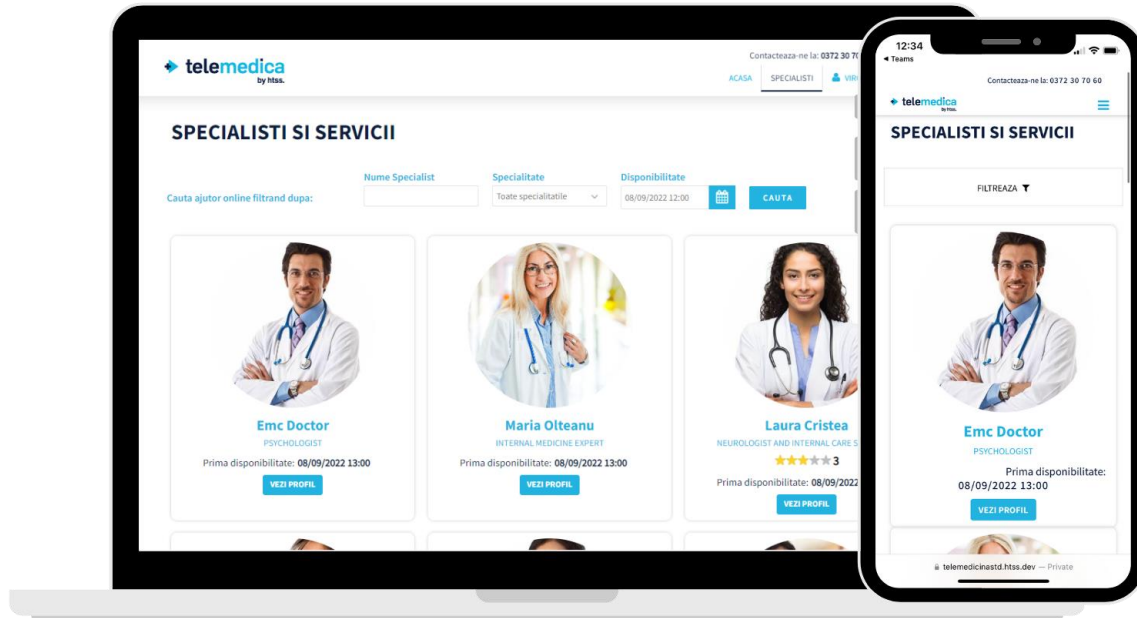 telemedica
by htss.
Contacteaza-ne la: 0372 30 70
ACASA SPECIALISTI
SPECIALISTI SI SERVICII
Nume Specialist Specialitate Disponibilitate
Cauta ajutor online filtrand dupa: Toate specialitatile 08/09/2022 12:00 CAUTA
Emc Doctor
PSYCHOLOGIST
Prima disponibilitate: 08/09/2022 13:00
VEZI PROFIL
Maria Olteanu
INTERNAL MEDICINE EXPERT
Prima disponibilitate: 08/09/2022 13:00
VEZI PROFIL
Laura Cristea
NEUROLOGIST AND INTERNAL CARE
3
Prima disponibilitate: 08/09/2022
VEZI PROFIL
12:34
Teams
Contacteaza-ne la: 0372 30 70 60
telemedica
by htss.
SPECIALISTI SI SERVICII
FILTREAZA
Emc Doctor
PSYCHOLOGIST
Prima disponibilitate:
08/09/2022 13:00
VEZI PROFIL
telemedicinastd.htss.dev — Private